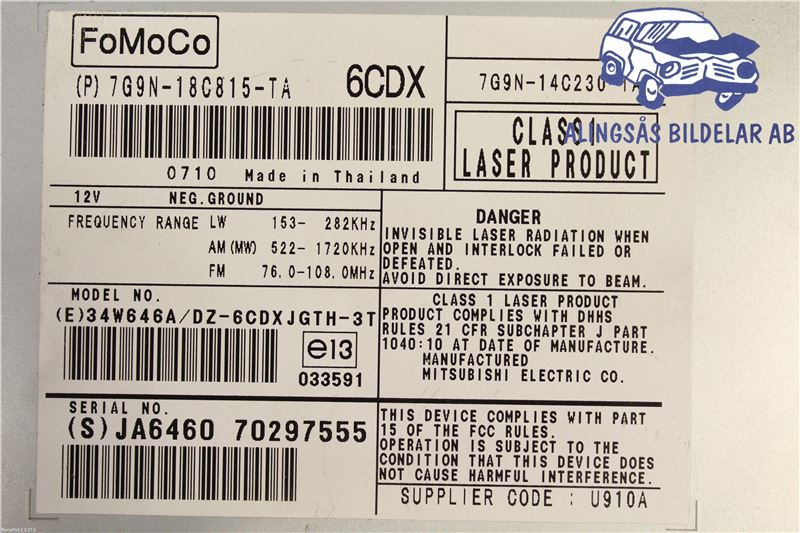 FoMoCo
(P) 7G9N-18C815-TA
6CDX
7G9N-14C230-TA
ALINGSÅS BILDELAR AB
CLASS1
LASER PRODUCT
0710 Made in Thailand
12V NEG.GROUND
FREQUENCY RANGE LW 153- 282KHz
AM (MW) 522- 1720KHz
FM 76.0-108.0MHz
DANGER
INVISIBLE LASER RADIATION WHEN
OPEN AND INTERLOCK FAILED OR
DEFEATED.
AVOID DIRECT EXPOSURE TO BEAM.
MODEL NO.
(E)34W646A/DZ-6CDXJGTH-3T
e13
033591
CLASS 1 LASER PRODUCT
PRODUCT COMPLIES WITH DHHS
RULES 21 CFR SUBCHAPTER J PART
1040:10 AT DATE OF MANUFACTURE.
MANUFACTURED
MITSUBISHI ELECTRIC CO.
SERIAL NO.
(S)JA6460 70297555
THIS DEVICE COMPLIES WITH PART
15 OF THE FCC RULES.
OPERATION IS SUBJECT TO THE
CONDITION THAT THIS DEVICE DOES
NOT CAUSE HARMFUL INTERFERENCE.
SUPPLIER CODE : U910A